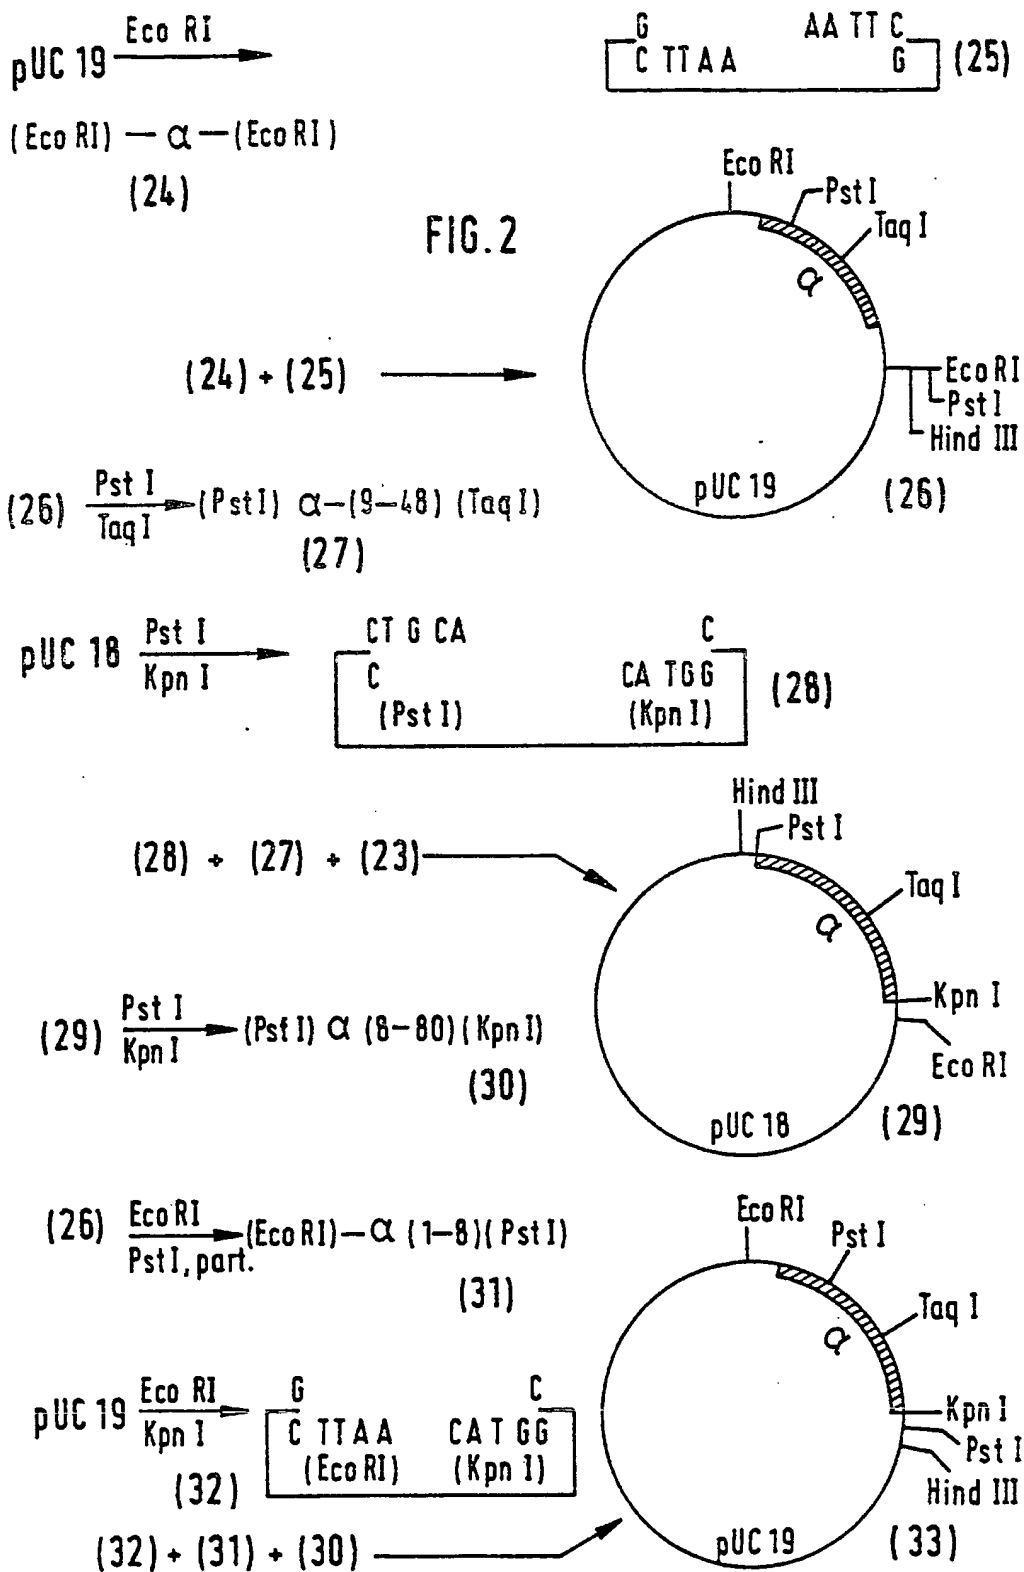 pUC 19 Eco RI
G AA TT C
C TT AA G (25)
(Eco RI) — α — (Eco RI)
(24)
FIG. 2
Eco RI
Pst I
Taq I
α
(24) + (25)
Eco RI
Pst I
Hind III
pUC 19
(26)
(26) Pst I
Taq I
(Pst I) α-(9-48) (Taq I)
(27)
pUC 18 Pst I
Kpn I
CT G CA C
C CA TGG
(Pst I) (Kpn I)
(28)
Hind III
Pst I
Taq I
α
(28) + (27) + (23)
Kpn I
Eco RI
pUC 18
(29)
(29) Pst I
Kpn I
(Pst I) α (8-80) (Kpn I)
(30)
(26) Eco RI
Pst I, part.
(Eco RI) - α (1-8) (Pst I)
(31)
Eco RI
Pst I
Taq I
α
pUC 19 Eco RI
Kpn I
G C
C TT AA CA T GG
(Eco RI) (Kpn I)
(32)
Kpn I
Pst I
Hind III
pUC 19
(33)
(32) + (31) + (30)